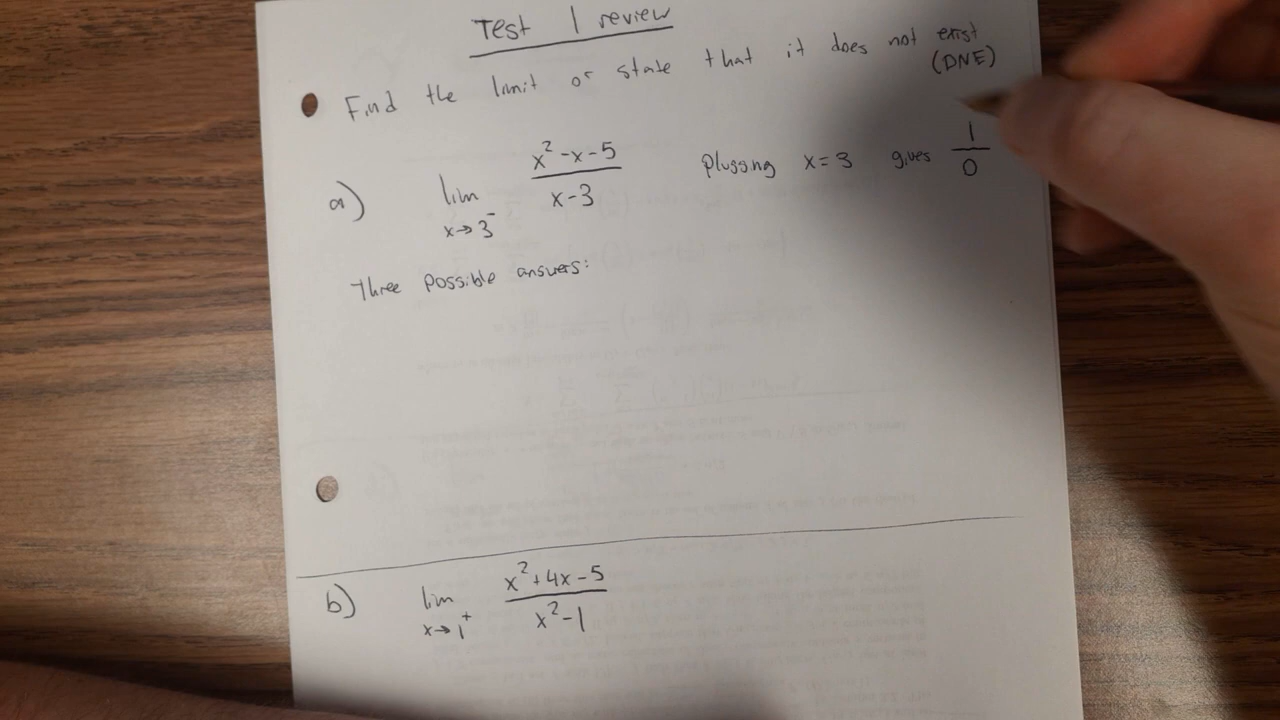 Test 1 review
Find the limit or state that it does not exist
(DNE)
a) lim x→3⁻ (x²-x-5)/(x-3) plugging x=3 gives 1/0
Three possible answers:
b) lim x→1⁺ (x²+4x-5)/(x²-1)